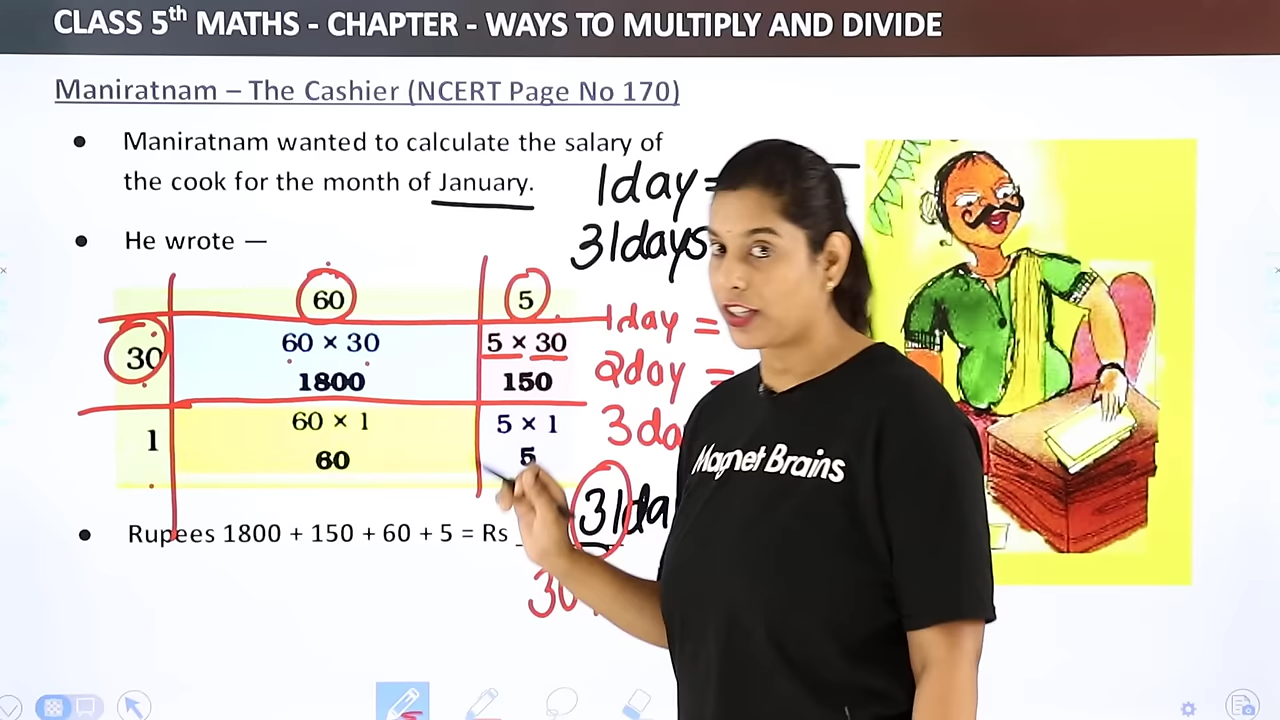 CLASS 5th MATHS - CHAPTER - WAYS TO MULTIPLY AND DIVIDE
Maniratnam – The Cashier (NCERT Page No 170)
● Maniratnam wanted to calculate the salary of
the cook for the month of January.
● He wrote —
60 5
30 60 × 30 5 × 30
1800 150
1 60 × 1 5 × 1
60 5
● Rupees 1800 + 150 + 60 + 5 = Rs
1day =
31days
1day =
2day =
3da
31da
30
Magnet Brains